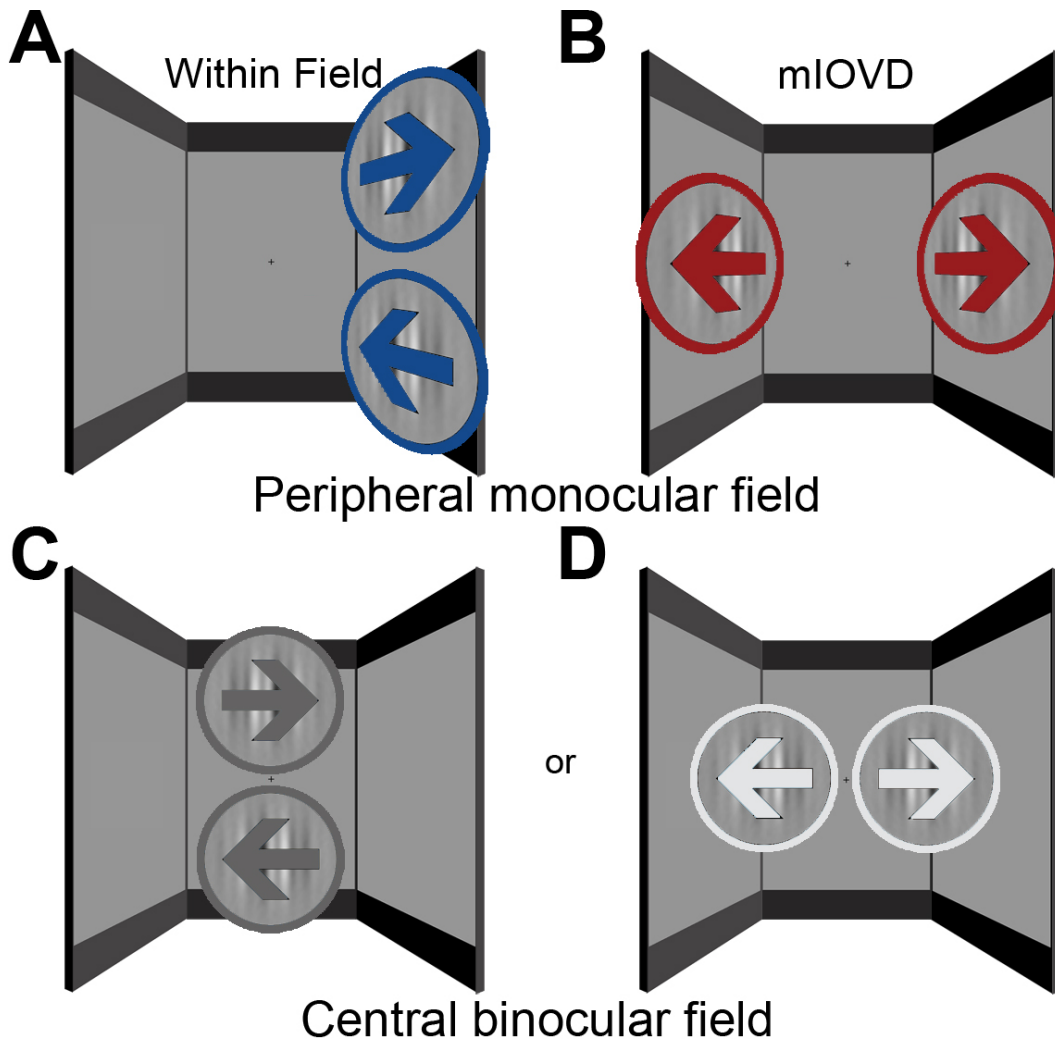 A
Within Field
B
mIOVD
Peripheral monocular field
C
D
or
Central binocular field